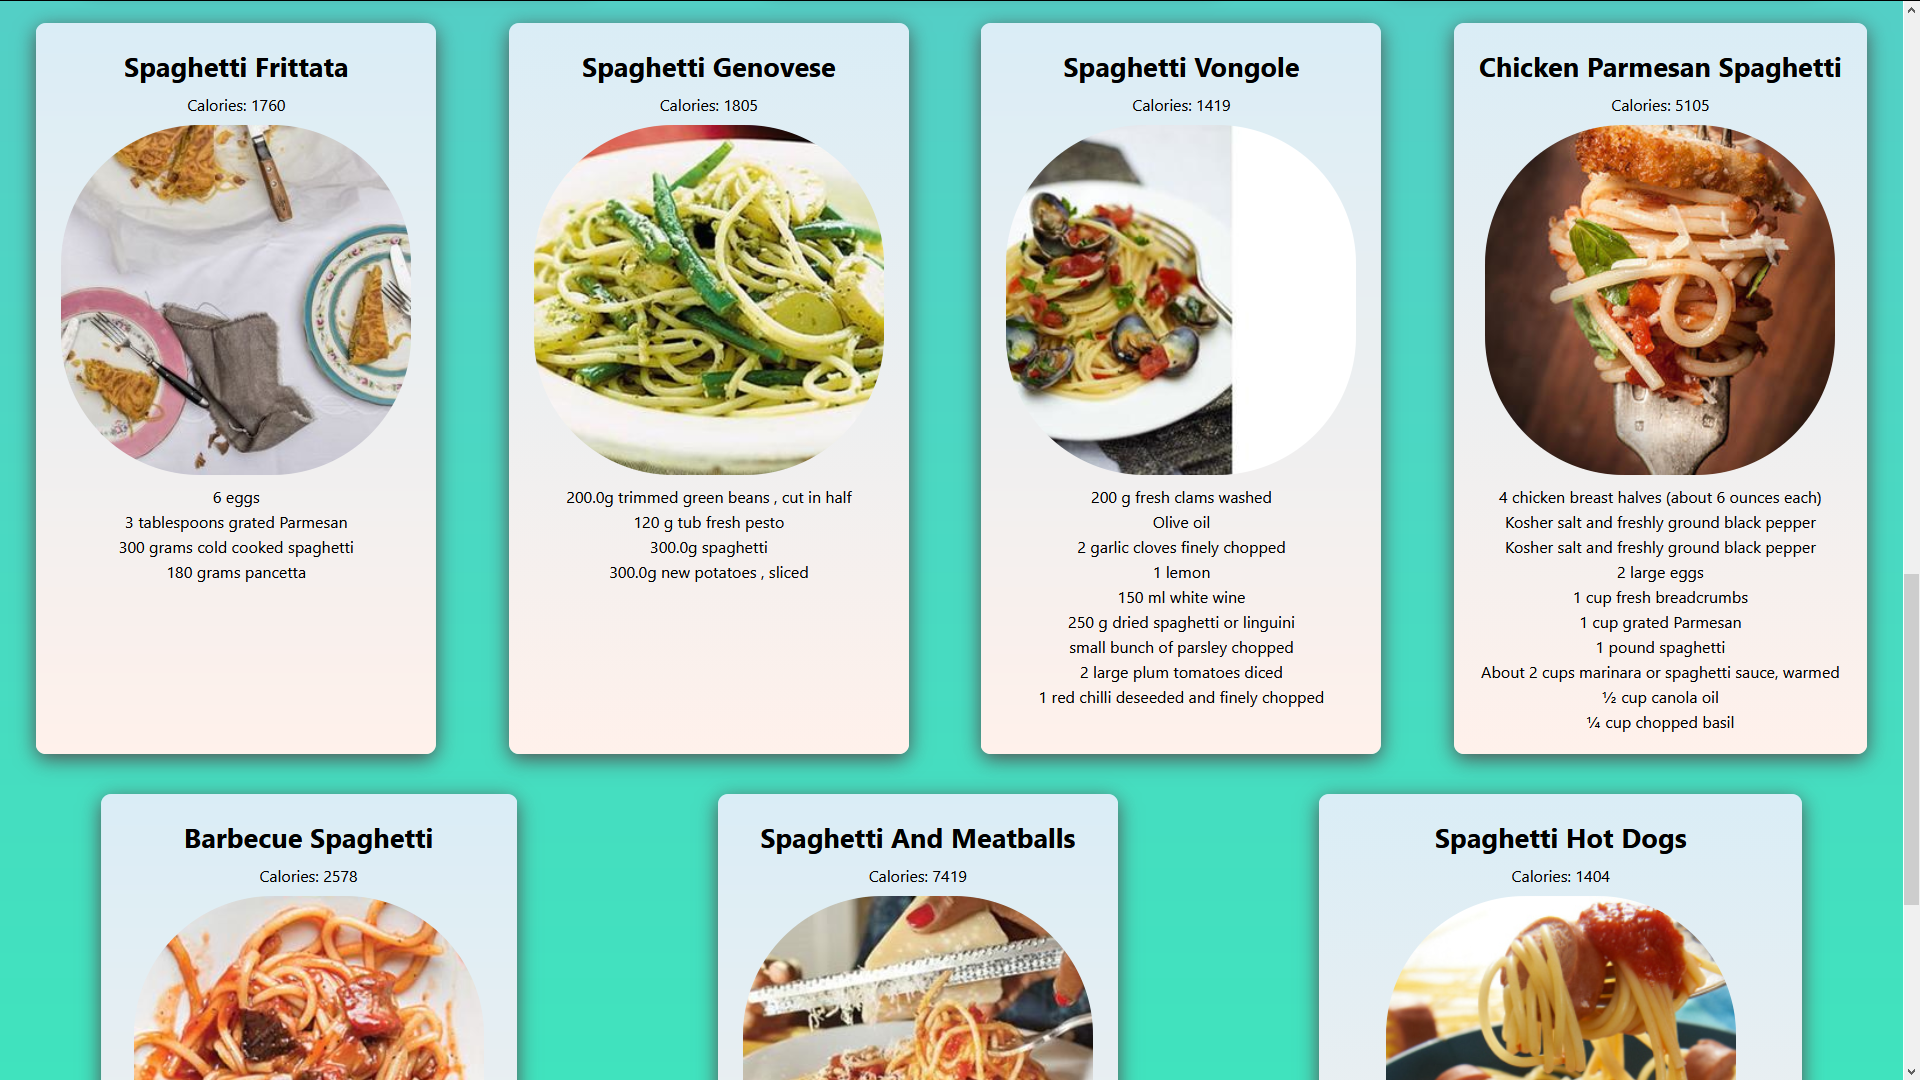 Spaghetti Frittata
Calories: 1760
6 eggs
3 tablespoons grated Parmesan
300 grams cold cooked spaghetti
180 grams pancetta
Spaghetti Genovese
Calories: 1805
200.0g trimmed green beans , cut in half
120 g tub fresh pesto
300.0g spaghetti
300.0g new potatoes , sliced
Spaghetti Vongole
Calories: 1419
200 g fresh clams washed
Olive oil
2 garlic cloves finely chopped
1 lemon
150 ml white wine
250 g dried spaghetti or linguini
small bunch of parsley chopped
2 large plum tomatoes diced
1 red chilli deseeded and finely chopped
Chicken Parmesan Spaghetti
Calories: 5105
4 chicken breast halves (about 6 ounces each)
Kosher salt and freshly ground black pepper
Kosher salt and freshly ground black pepper
2 large eggs
1 cup fresh breadcrumbs
1 cup grated Parmesan
1 pound spaghetti
About 2 cups marinara or spaghetti sauce, warmed
½ cup canola oil
¼ cup chopped basil
Barbecue Spaghetti
Calories: 2578
Spaghetti And Meatballs
Calories: 7419
Spaghetti Hot Dogs
Calories: 1404